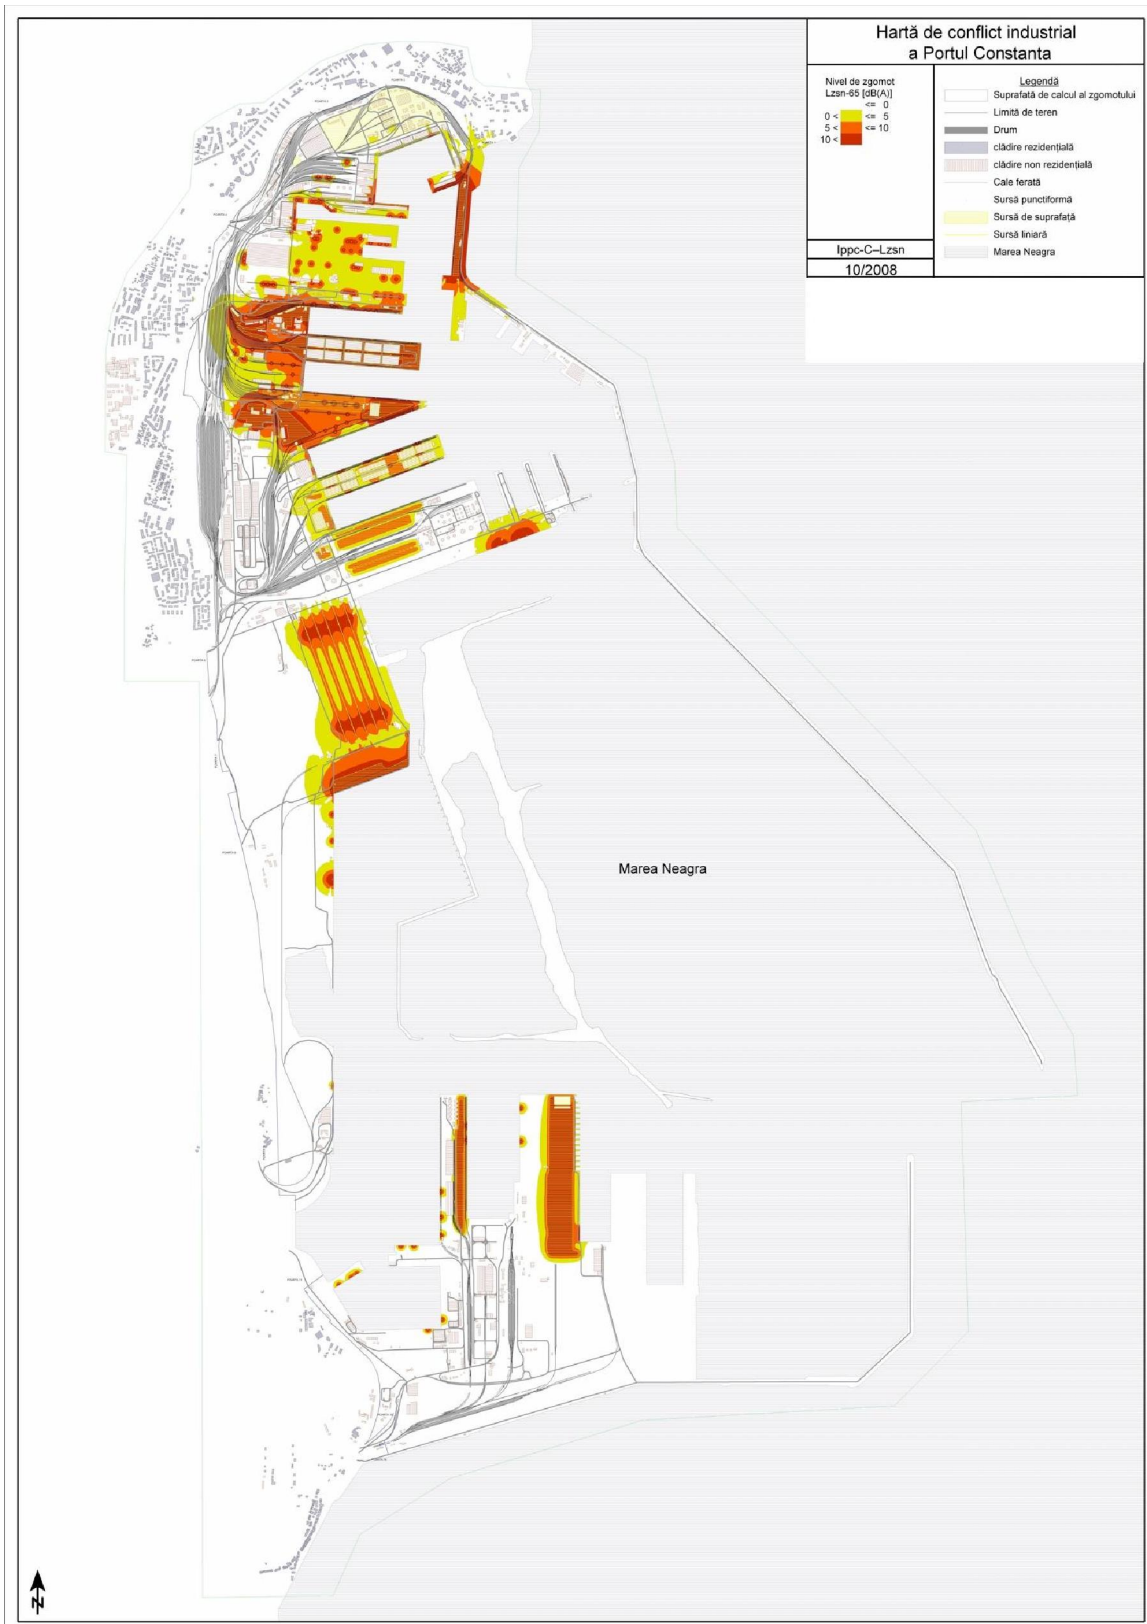 Hartă de conflict industrial
a Portul Constanta
Nivel de zgomot
Lzsn-65 [dB(A)]
<= 0
0 < <= 5
5 < <= 10
10 <
Ippc-C–Lzsn
10/2008
Legendă
Suprafată de calcul al zgomotului
Limită de teren
Drum
clădire rezidențială
clădire non rezidențială
Cale ferată
Sursă punctiformă
Sursă de suprafață
Sursă liniară
Marea Neagra
Marea Neagra
N